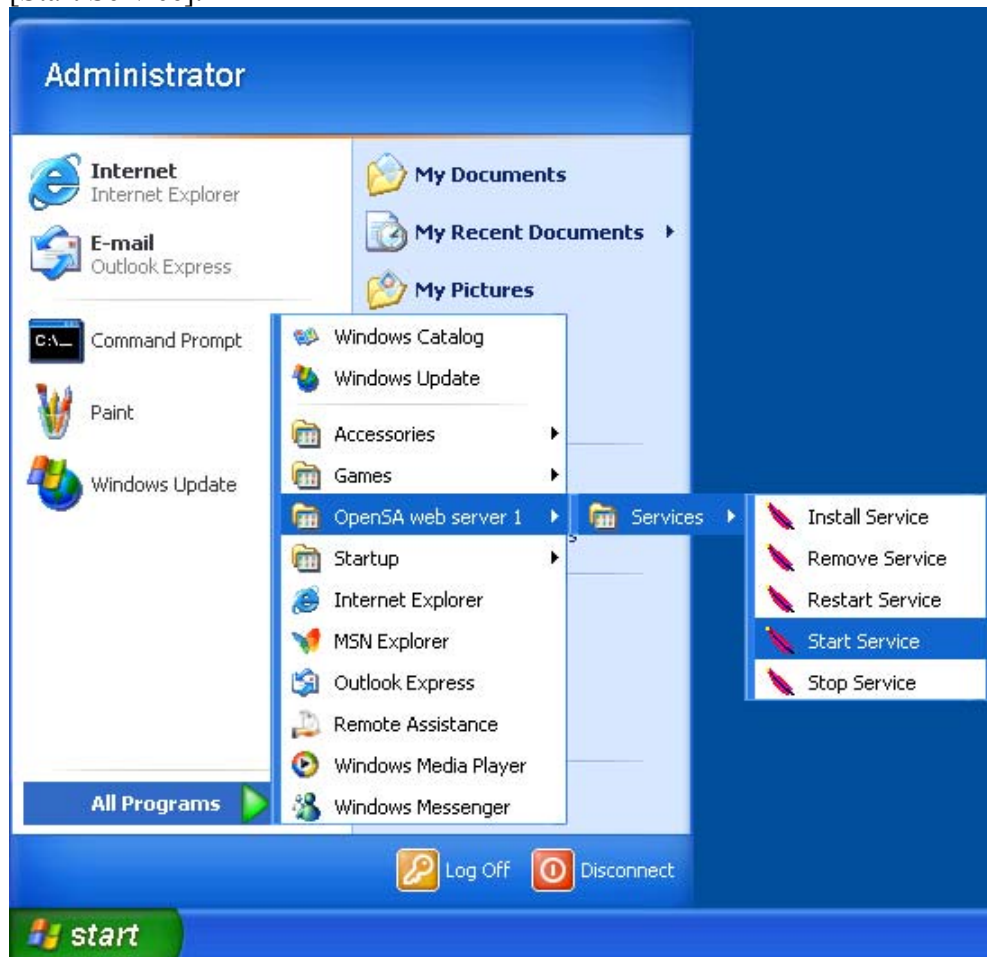 [Start Service].
Administrator
Internet
Internet Explorer
E-mail
Outlook Express
Command Prompt
Paint
Windows Update
All Programs
My Documents
My Recent Documents
My Pictures
Windows Catalog
Windows Update
Accessories
Games
OpenSA web server 1
Startup
Internet Explorer
MSN Explorer
Outlook Express
Remote Assistance
Windows Media Player
Windows Messenger
Services
Install Service
Remove Service
Restart Service
Start Service
Stop Service
Log Off
Disconnect
start